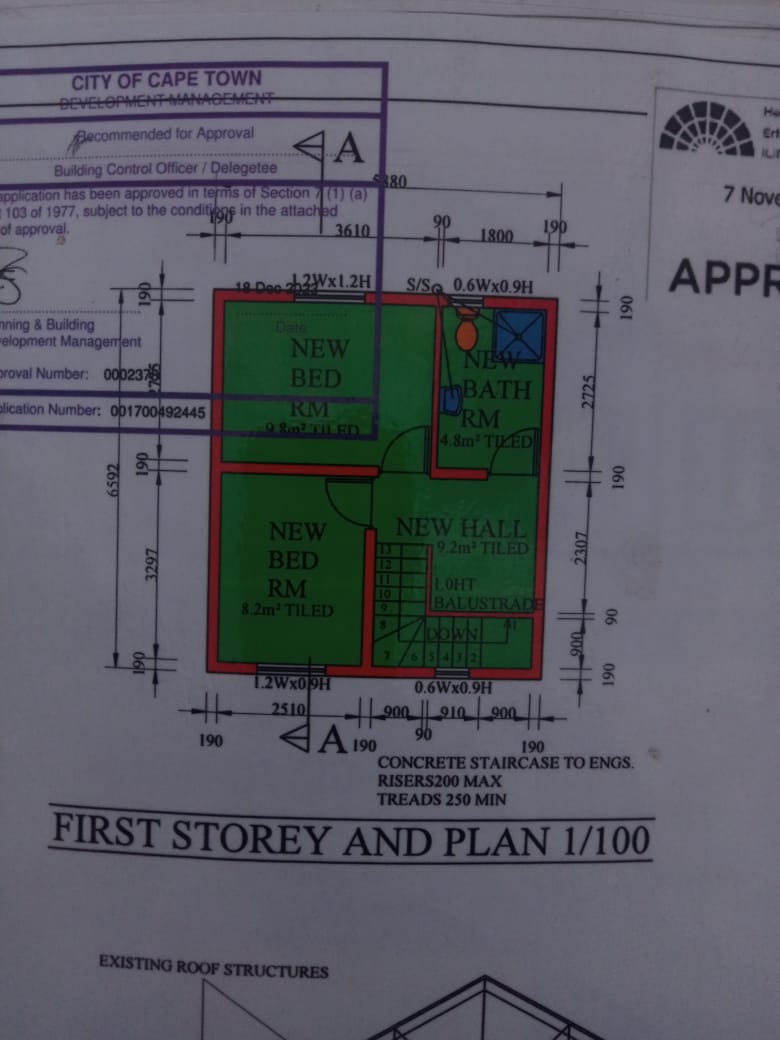 CITY OF CAPE TOWN
DEVELOPMENT MANAGEMENT
Recommended for Approval
Building Control Officer / Delegetee
application has been approved in terms of Section 7 (1) (a)
103 of 1977, subject to the conditions in the attached
of approval.
18 Dec 2023
Date
nning & Building
velopment Management
roval Number:
lication Number: 001700492445
7 Nove
APPR
A
5880
190
3610
90
1800
190
1.2Wx1.2H
S/S
0.6Wx0.9H
190
190
NEW
BED
RM
9.8m² TILED
NEW
BATH
RM
4.8m² TILED
2725
6592
190
190
NEW HALL
9.2m² TILED
NEW
BED
RM
8.2m² TILED
3297
2307
13
12
11
10
9
8
7
6
5
4
3
2
1.0HT
BALUSTRADE
DOWN
90
900
190
190
1.2Wx0.9H
0.6Wx0.9H
2510
900
910
900
190
A
190
90
190
CONCRETE STAIRCASE TO ENGS.
RISERS200 MAX
TREADS 250 MIN
FIRST STOREY AND PLAN 1/100
EXISTING ROOF STRUCTURES